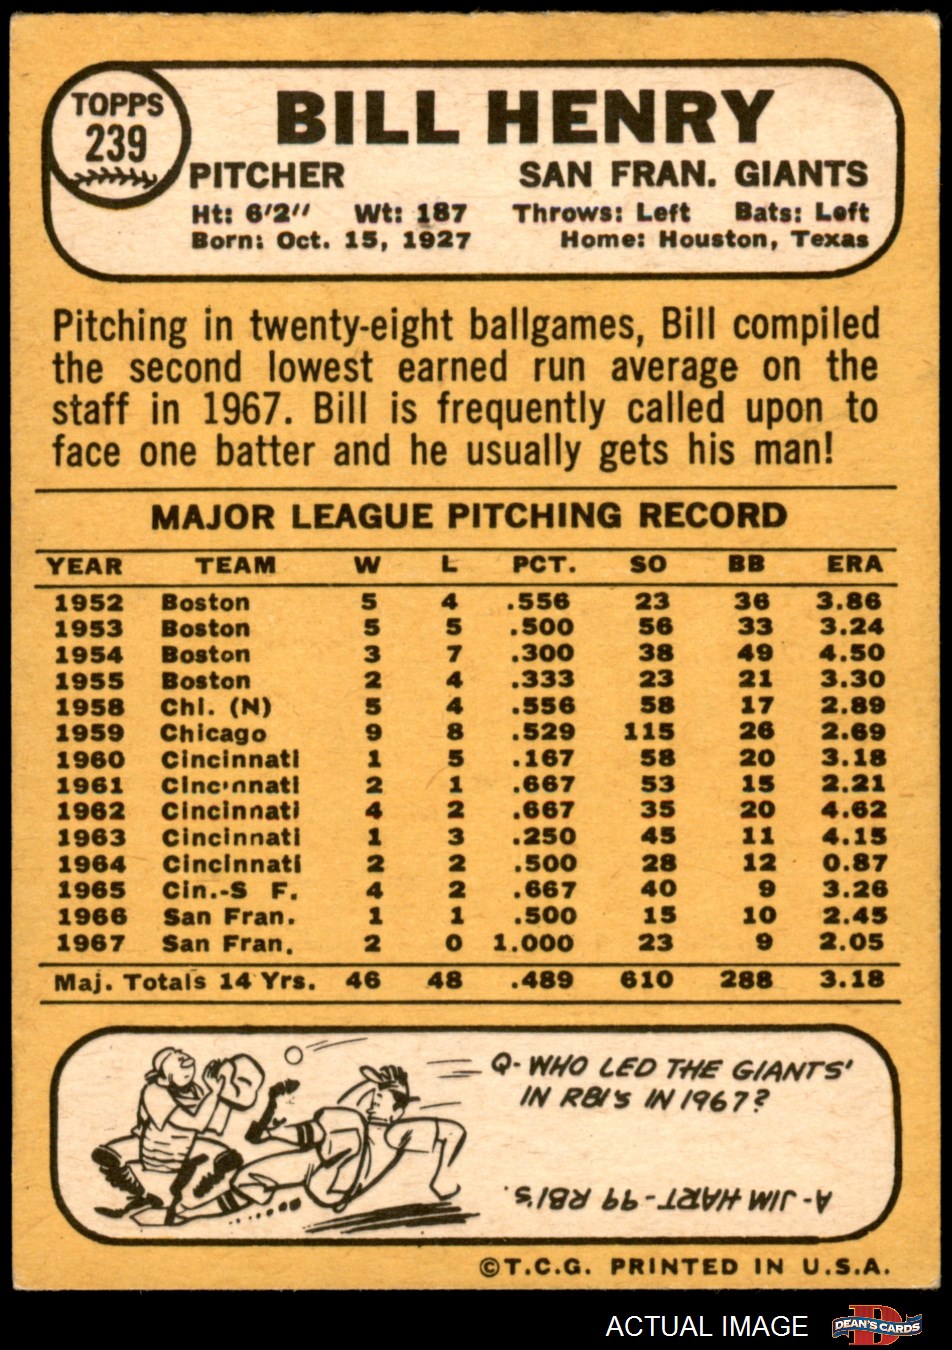 TOPPS
239
BILL HENRY
PITCHER SAN FRAN. GIANTS
Ht: 6'2" Wt: 187 Throws: Left Bats: Left
Born: Oct. 15, 1927 Home: Houston, Texas
Pitching in twenty-eight ballgames, Bill compiled
the second lowest earned run average on the
staff in 1967. Bill is frequently called upon to
face one batter and he usually gets his man!
MAJOR LEAGUE PITCHING RECORD
YEAR TEAM W L PCT. SO BB ERA
1952 Boston 5 4 .556 23 36 3.86
1953 Boston 5 5 .500 56 33 3.24
1954 Boston 3 7 .300 38 49 4.50
1955 Boston 2 4 .333 23 21 3.30
1958 Chi. (N) 5 4 .556 58 17 2.89
1959 Chicago 9 8 .529 115 26 2.69
1960 Cincinnati 1 5 .167 58 20 3.18
1961 Cincinnati 2 1 .667 53 15 2.21
1962 Cincinnati 4 2 .667 35 20 4.62
1963 Cincinnati 1 3 .250 45 11 4.15
1964 Cincinnati 2 2 .500 28 12 0.87
1965 Cin.-S F. 4 2 .667 40 9 3.26
1966 San Fran. 1 1 .500 15 10 2.45
1967 San Fran. 2 0 1.000 23 9 2.05
Maj. Totals 14 Yrs. 46 48 .489 610 288 3.18
Q- WHO LED THE GIANTS'
IN RBI'S IN 1967?
A- JIM HART- 99 RBI'S.
©T.C.G. PRINTED IN U.S.A.
ACTUAL IMAGE
D
DEAN'S CARDS